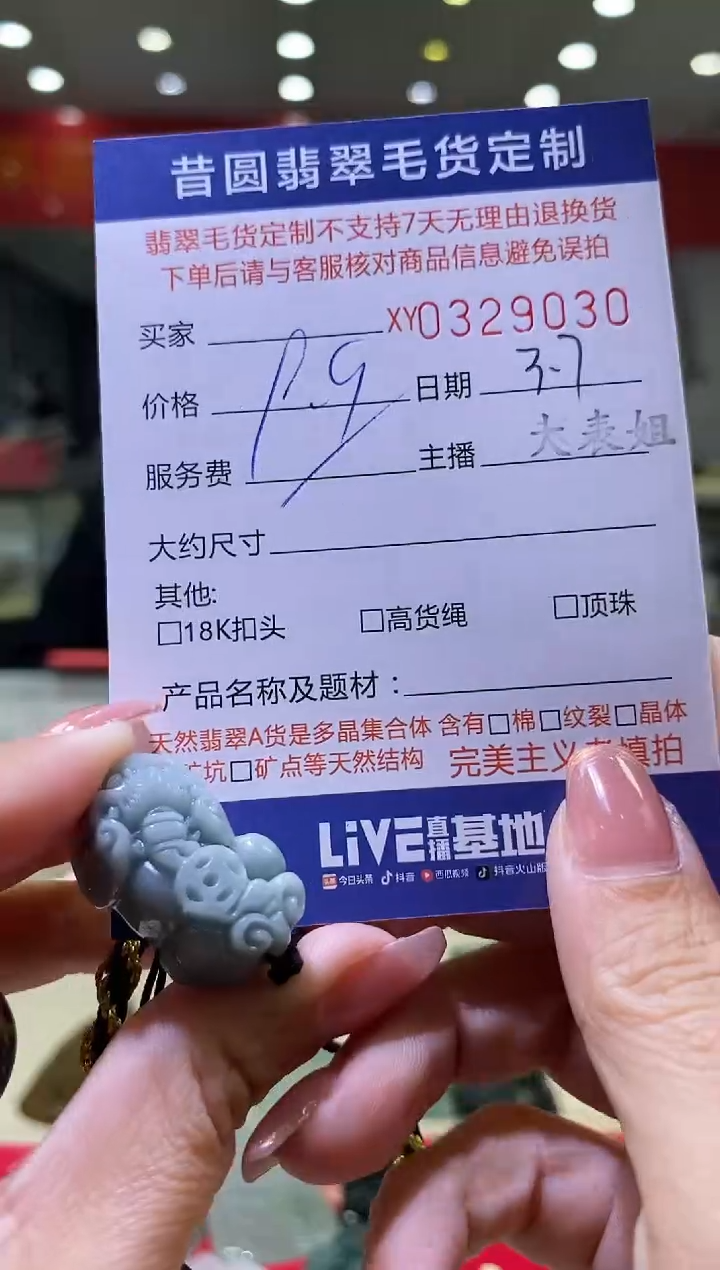 昔圆翡翠毛货定制
翡翠毛货定制不支持7天无理由退换货
下单后请与客服核对商品信息避免误拍
买家 XY0329030
价格 日期 3-7
服务费 主播 大表姐
大约尺寸
其他:
□18K扣头 □高货绳 □顶珠
产品名称及题材：
天然翡翠A货是多晶集合体 含有□棉□纹裂□晶体
坑□矿点等天然结构 完美主义者慎拍
LiVE直播基地
今日头条 抖音 西瓜视频 抖音火山版